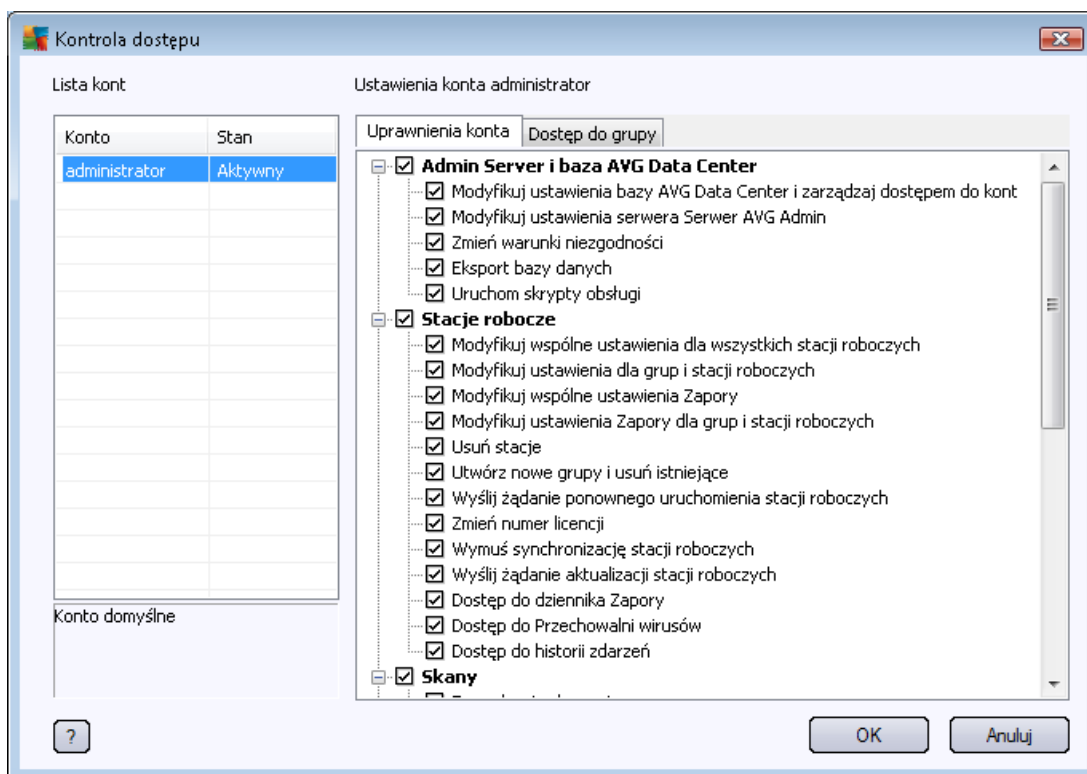 Kontrola dostępu
Lista kont
Konto Stan
administrator Aktywny
Konto domyślne
Ustawienia konta administrator
Uprawnienia konta Dostęp do grupy
Admin Server i baza AVG Data Center
Modyfikuj ustawienia bazy AVG Data Center i zarządzaj dostępem do kont
Modyfikuj ustawienia serwera Serwer AVG Admin
Zmień warunki niezgodności
Eksport bazy danych
Uruchom skrypty obsługi
Stacje robocze
Modyfikuj wspólne ustawienia dla wszystkich stacji roboczych
Modyfikuj ustawienia dla grup i stacji roboczych
Modyfikuj wspólne ustawienia Zapory
Modyfikuj ustawienia Zapory dla grup i stacji roboczych
Usuń stacje
Utwórz nowe grupy i usuń istniejące
Wyślij żądanie ponownego uruchomienia stacji roboczych
Zmień numer licencji
Wymuś synchronizację stacji roboczych
Wyślij żądanie aktualizacji stacji roboczych
Dostęp do dziennika Zapory
Dostęp do Przechowalni wirusów
Dostęp do historii zdarzeń
Skany
?
OK Anuluj